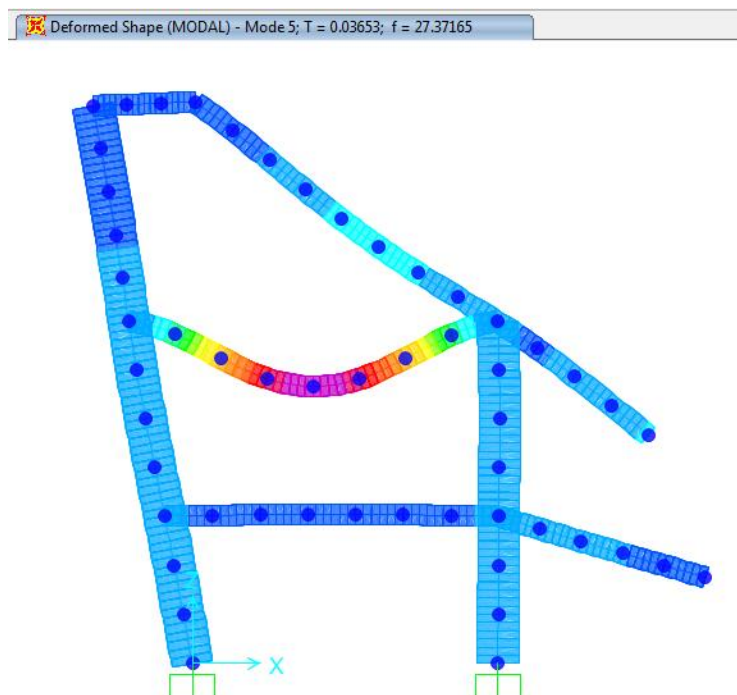 Deformed Shape (MODAL) - Mode 5; T = 0.03653; f = 27.37165
Z
X